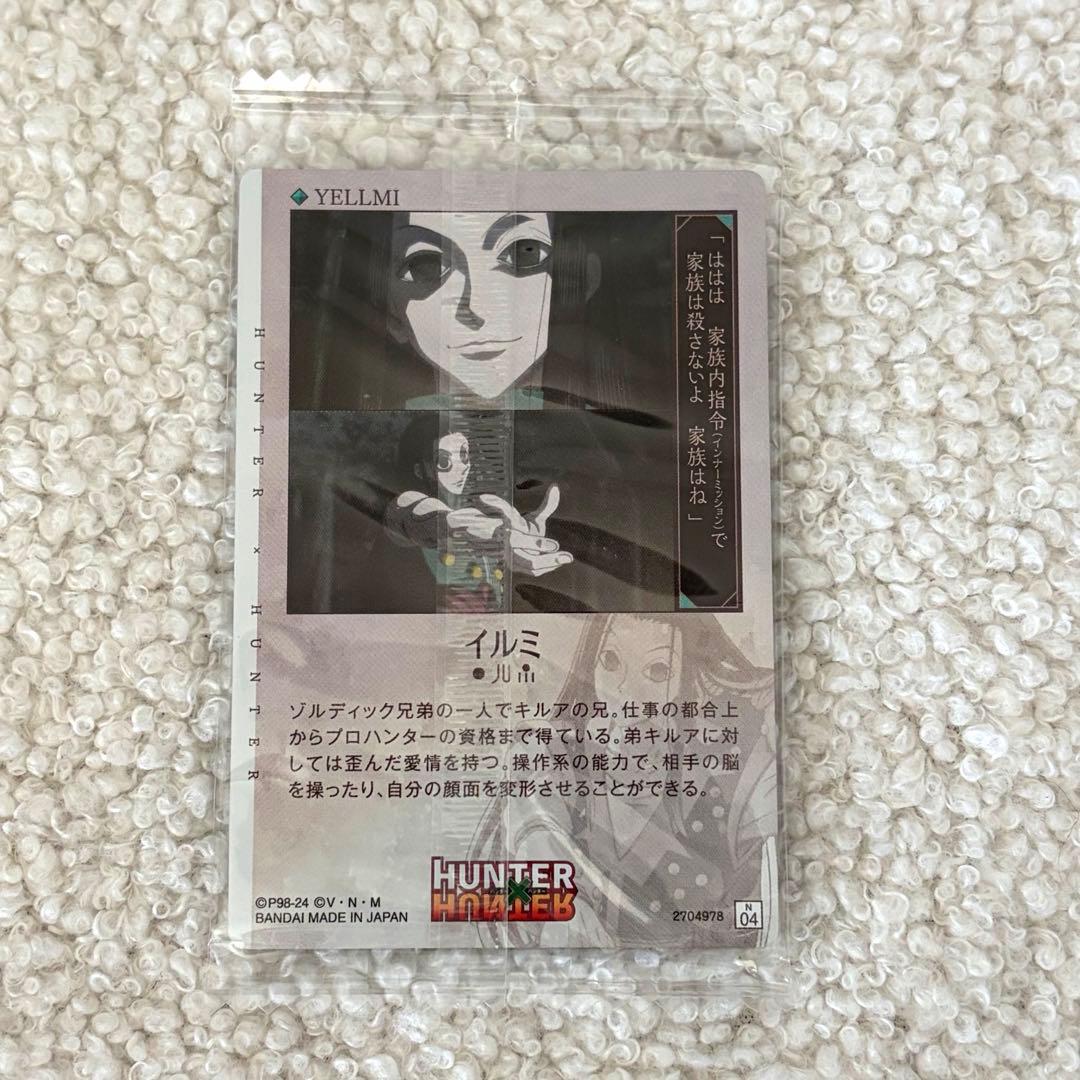 YELLMI
「ははは 家族内指令(インナーミッション)で
家族は殺さないよ 家族はね」
HUNTER × HUNTER
イルミ
ゾルディック兄弟の一人でキルアの兄。仕事の都合上
からプロハンターの資格まで得ている。弟キルアに対
しては歪んだ愛情を持つ。操作系の能力で、相手の脳
を操ったり、自分の顔面を変形させることができる。
HUNTER
×
HUNTER
©P98-24 ©V・N・M
BANDAI MADE IN JAPAN
2704978
N
04